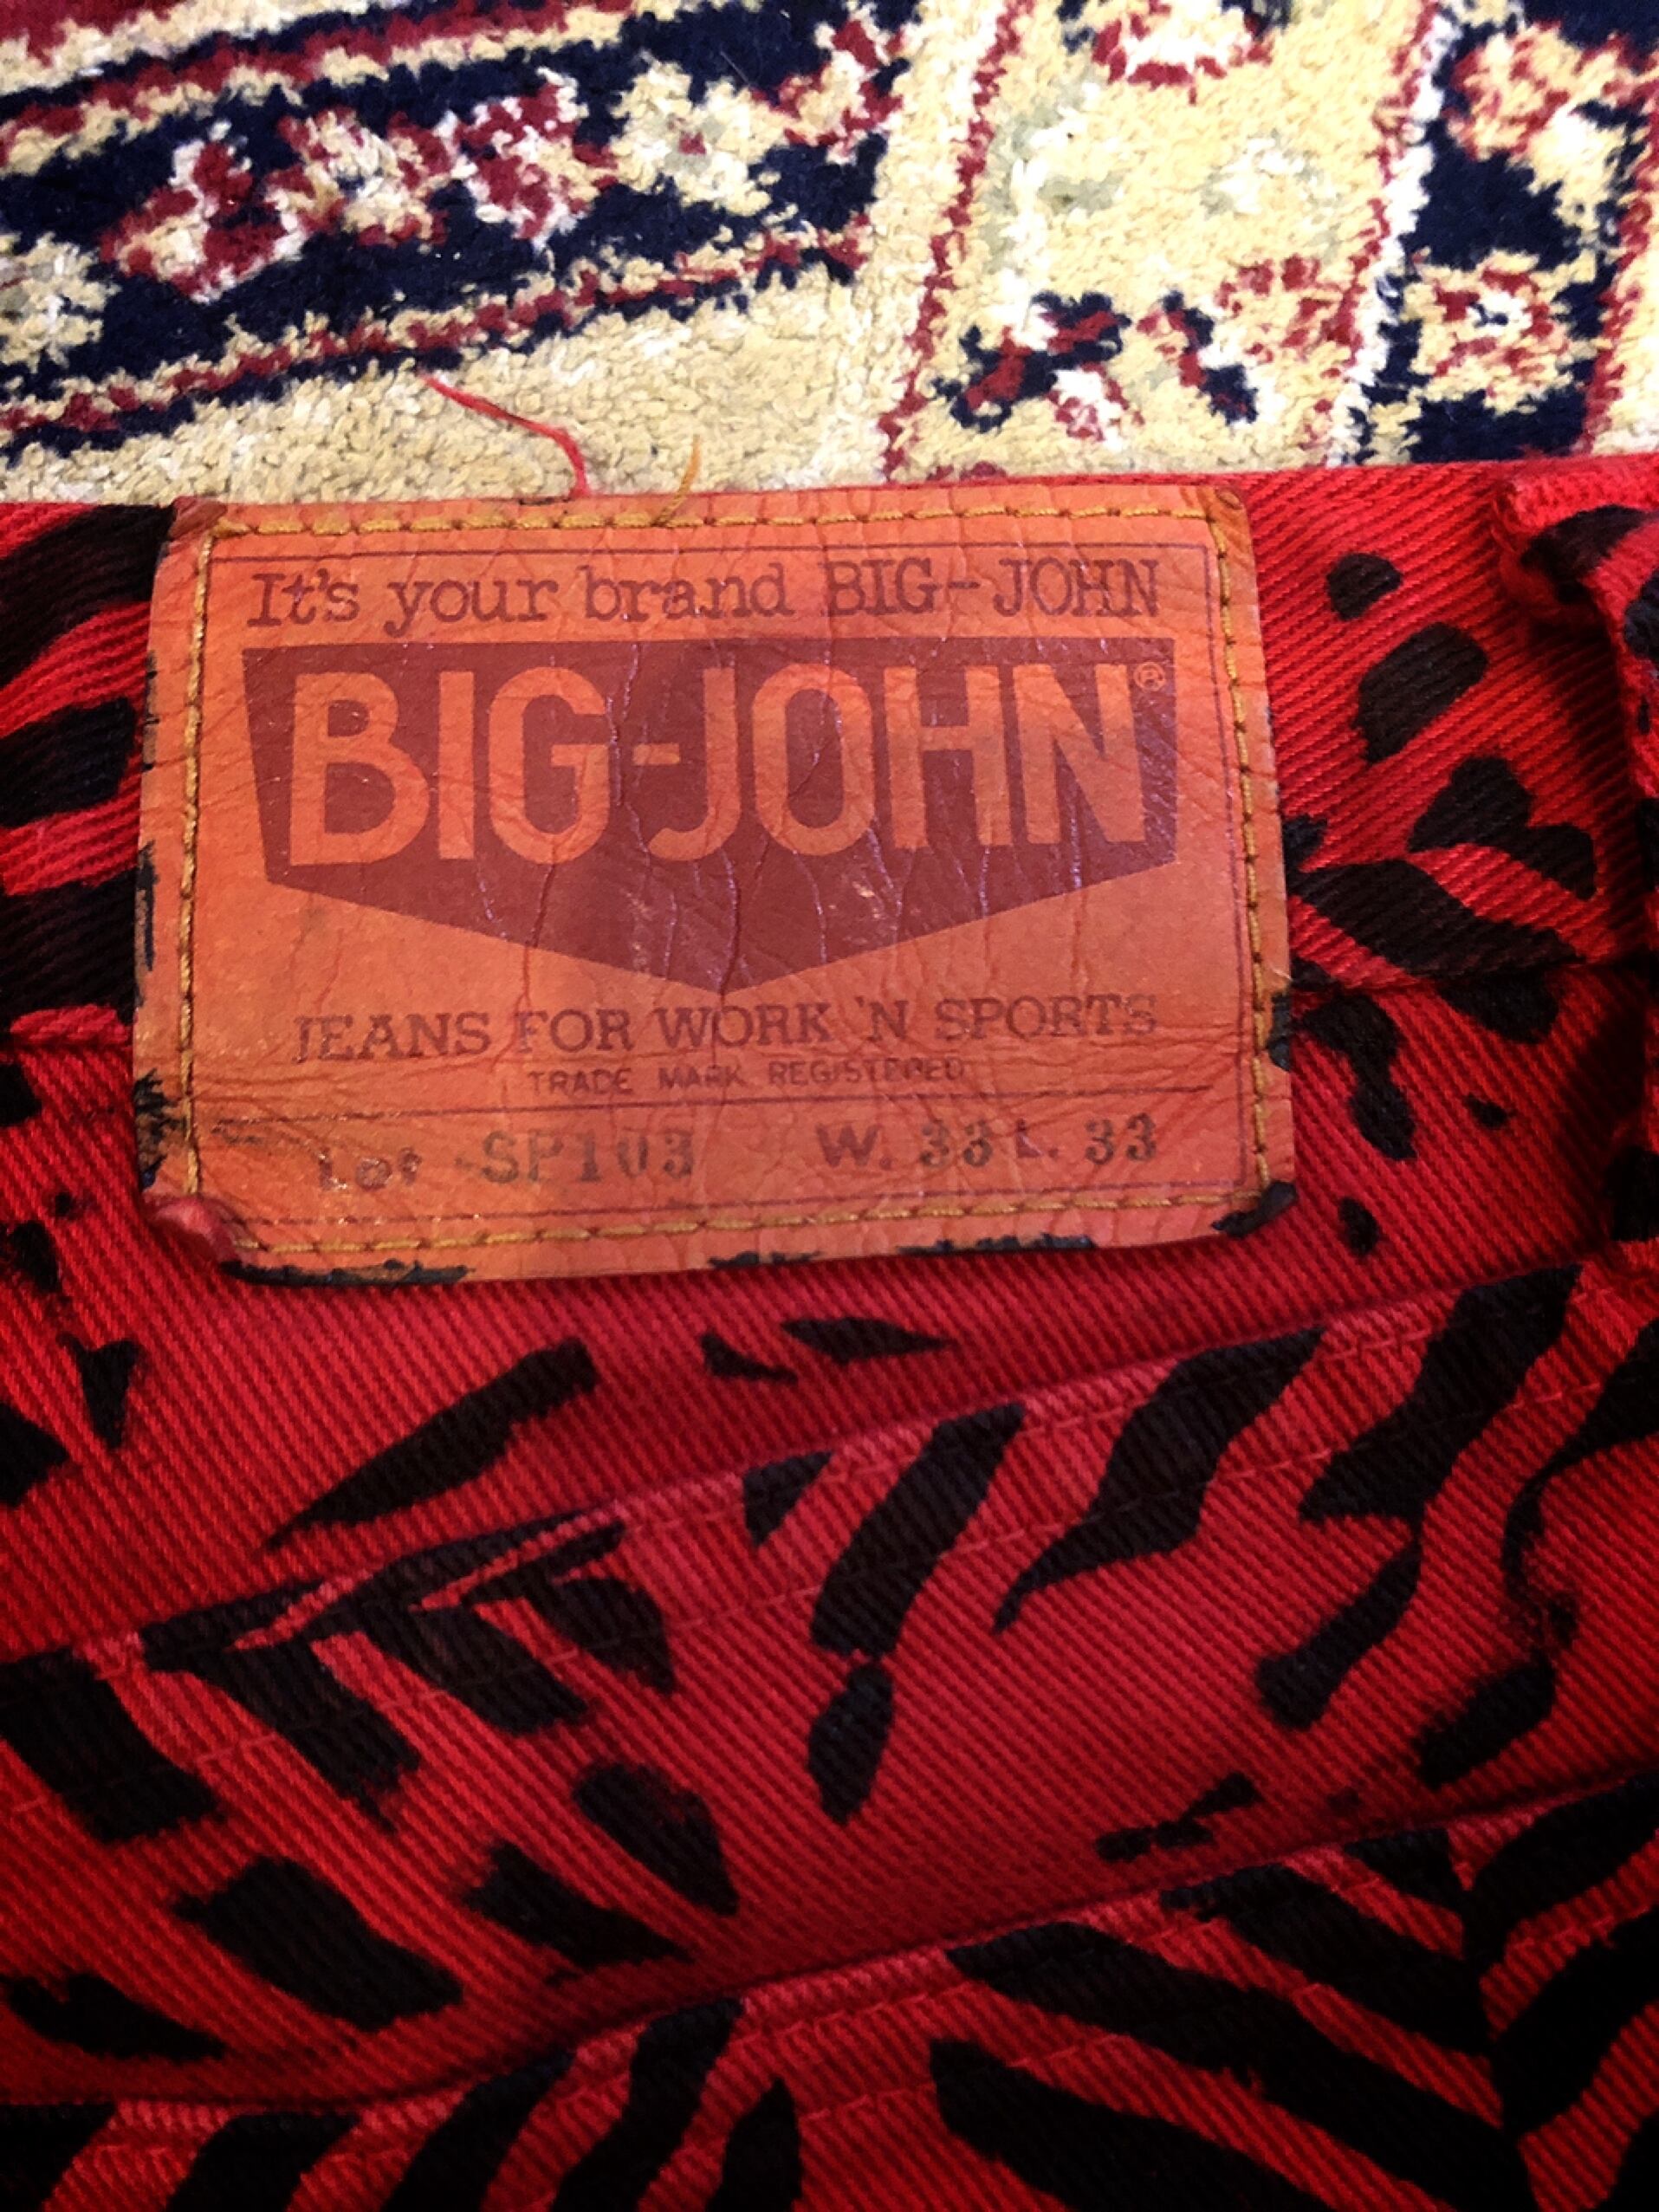 It's your brand BIG-JOHN
BIG-JOHN®
JEANS FOR WORK 'N SPORTS
TRADE MARK REGISTERED
Lot SP103 W. 33 L. 33